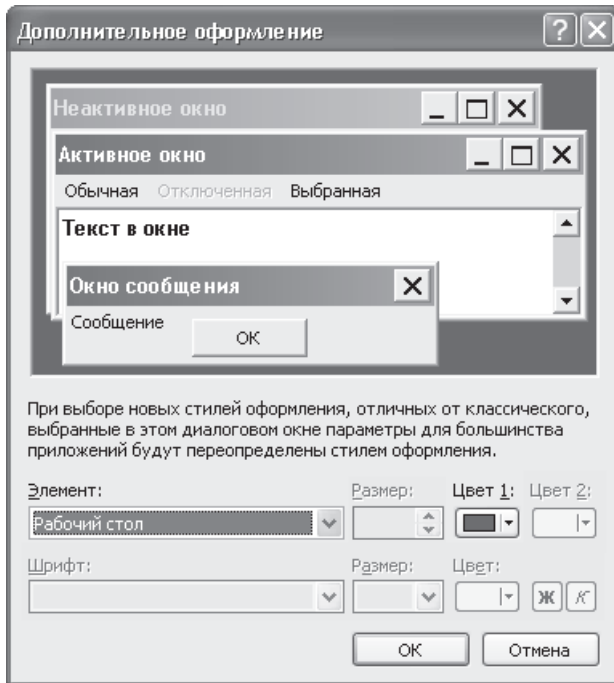 Дополнительное оформление
Неактивное окно
Активное окно
Обычная Отключенная Выбранная
Текст в окне
Окно сообщения
Сообщение
ОК
При выборе новых стилей оформления, отличных от классического,
выбранные в этом диалоговом окне параметры для большинства
приложений будут переопределены стилем оформления.
Элемент: Размер: Цвет 1: Цвет 2:
Рабочий стол
Шрифт: Размер: Цвет:
Ж К
ОК Отмена